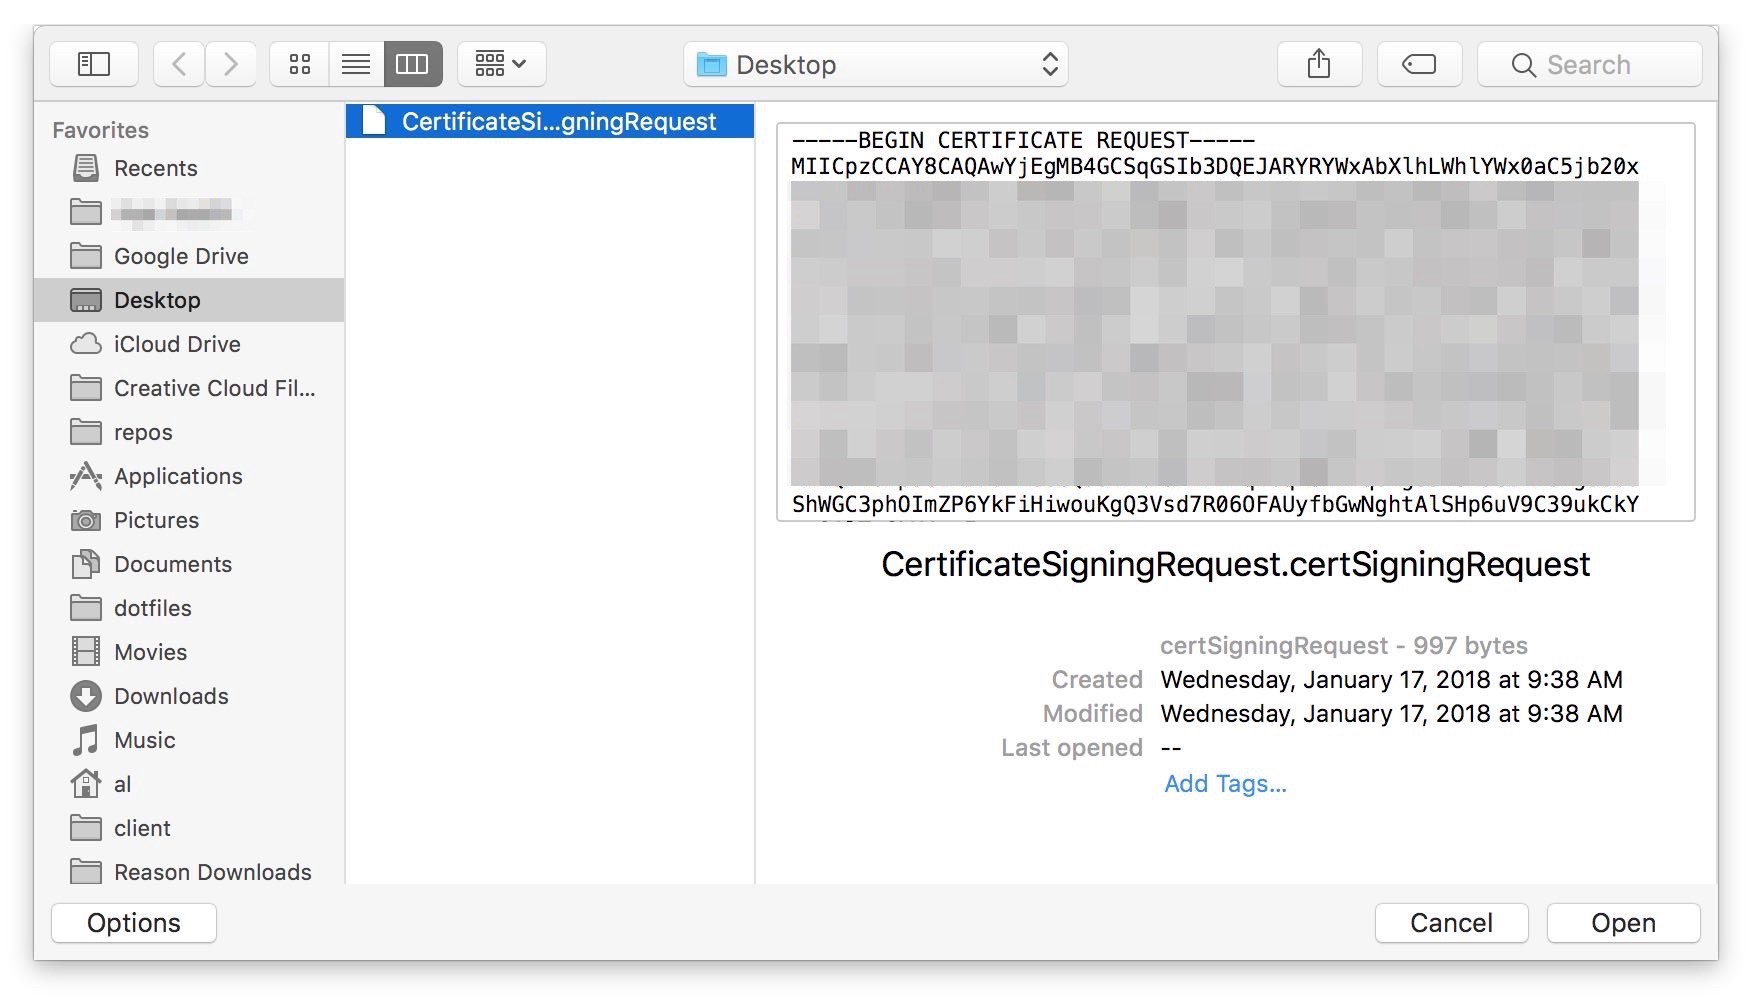 Desktop
Search
Favorites
Recents
Google Drive
Desktop
iCloud Drive
Creative Cloud Fil...
repos
Applications
Pictures
Documents
dotfiles
Movies
Downloads
Music
al
client
Reason Downloads
CertificateSi...gningRequest
-----BEGIN CERTIFICATE REQUEST-----
MIICpzCCAY8CAQAwYjEgMB4GCSqGSIb3DQEJARYRYWxAbXlhLWhlYWx0aC5jb20x
ShWGC3phOImZP6YkFiHiwouKgQ3Vsd7R06OFAUyfbGwNghtAlSHp6uV9C39ukCkY
CertificateSigningRequest.certSigningRequest
certSigningRequest - 997 bytes
Created Wednesday, January 17, 2018 at 9:38 AM
Modified Wednesday, January 17, 2018 at 9:38 AM
Last opened --
Add Tags...
Options
Cancel
Open